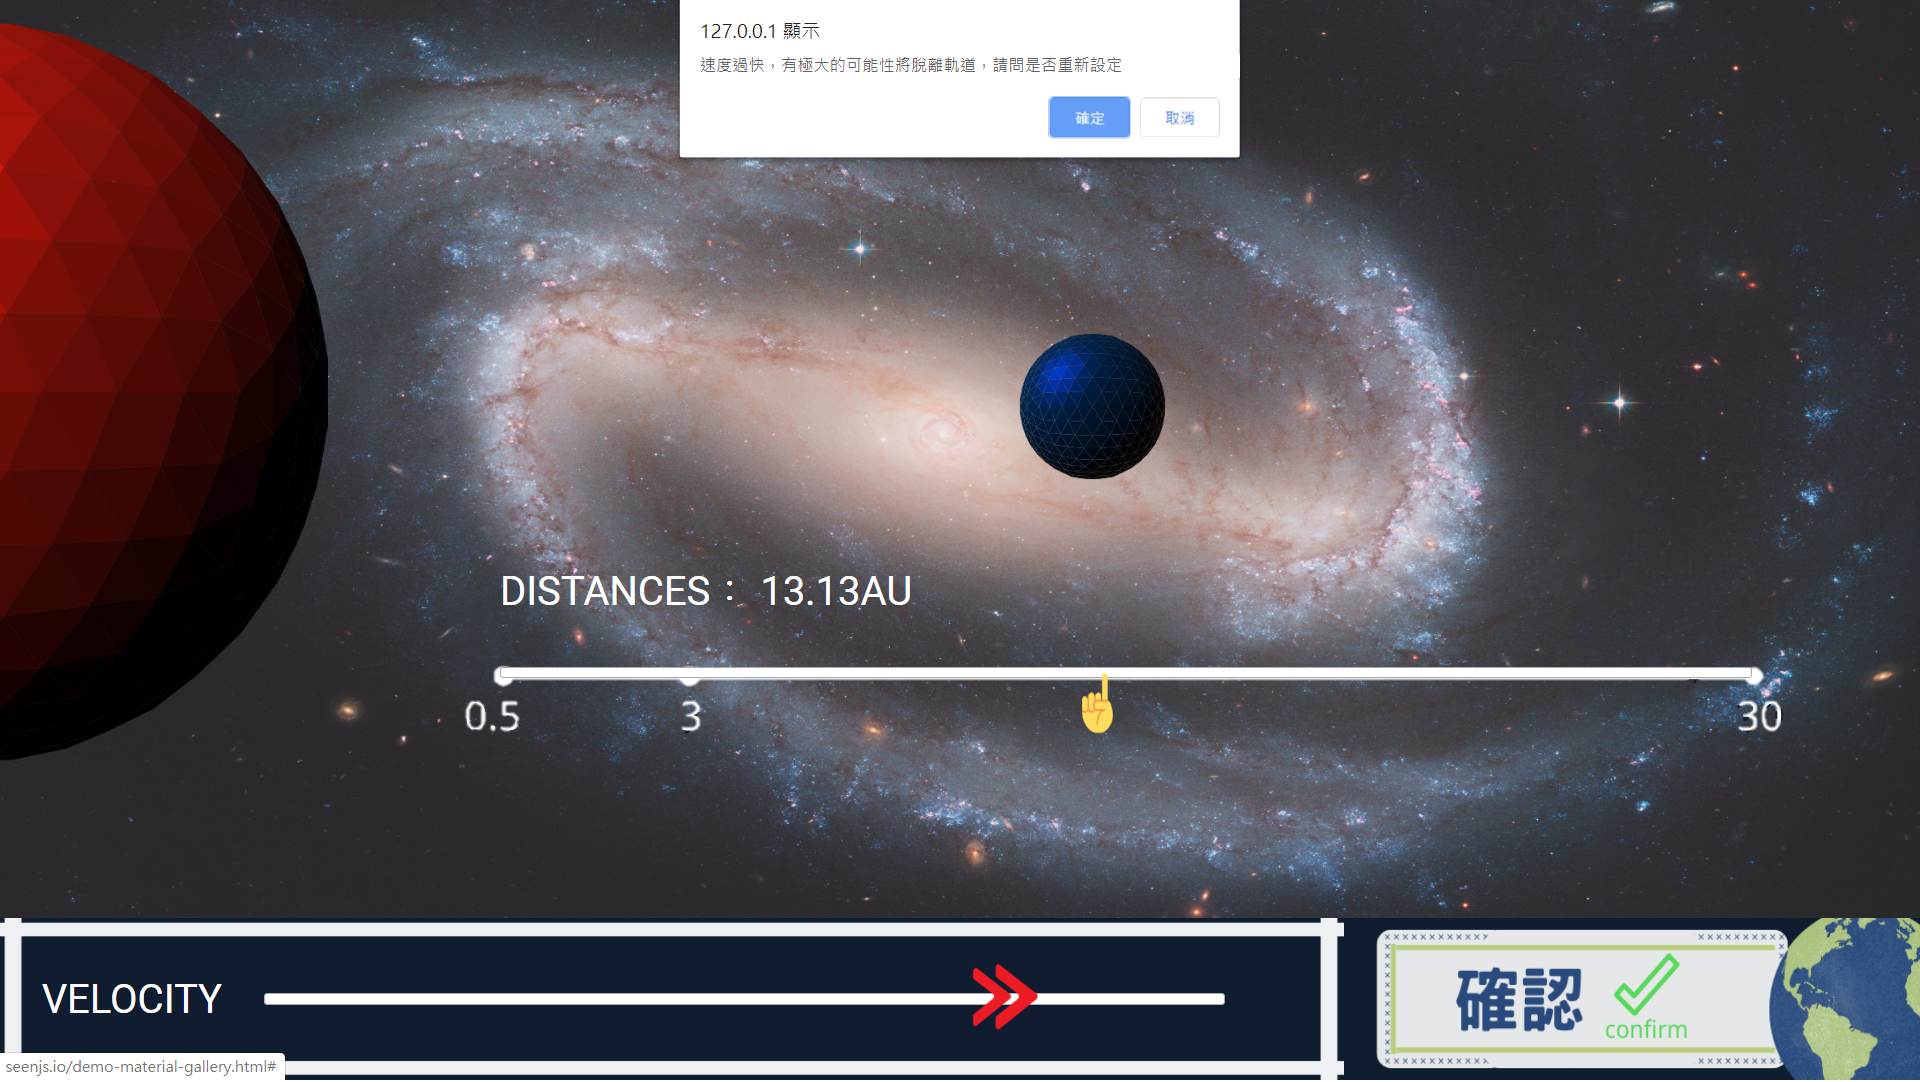 127.0.0.1 顯示
速度過快，有極大的可能性將脫離軌道，請問是否重新設定
確定
取消
DISTANCES： 13.13AU
0.5
3
30
VELOCITY
確認
confirm
seenjs.io/demo-material-gallery.html#